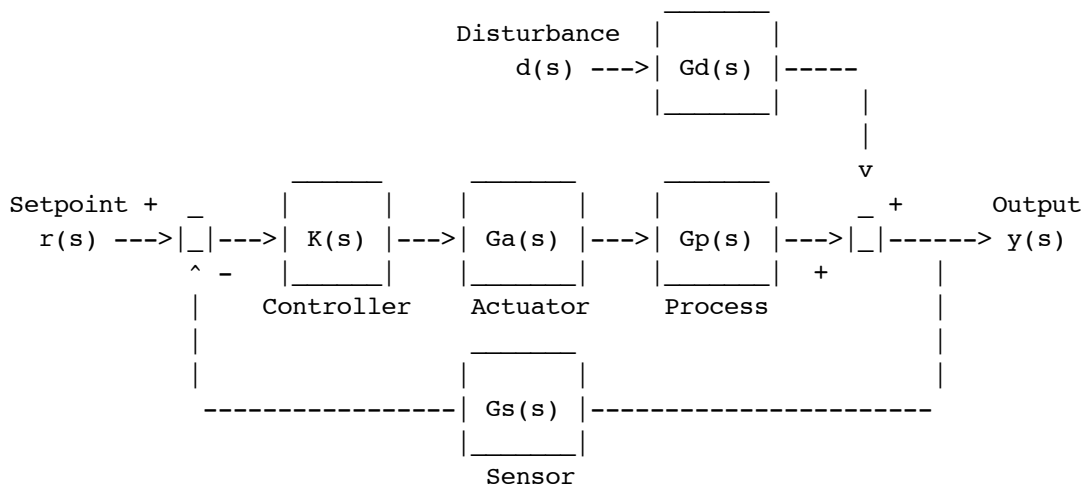 Disturbance
d(s) --->| Gd(s) |-----
Setpoint + _ _ + Output
r(s) --->|_|---> | K(s) | ---> | Ga(s) | ---> | Gp(s) | --->|_|------> y(s)
^ - +
Controller Actuator Process
-----------------| Gs(s) |-----------------------
Sensor